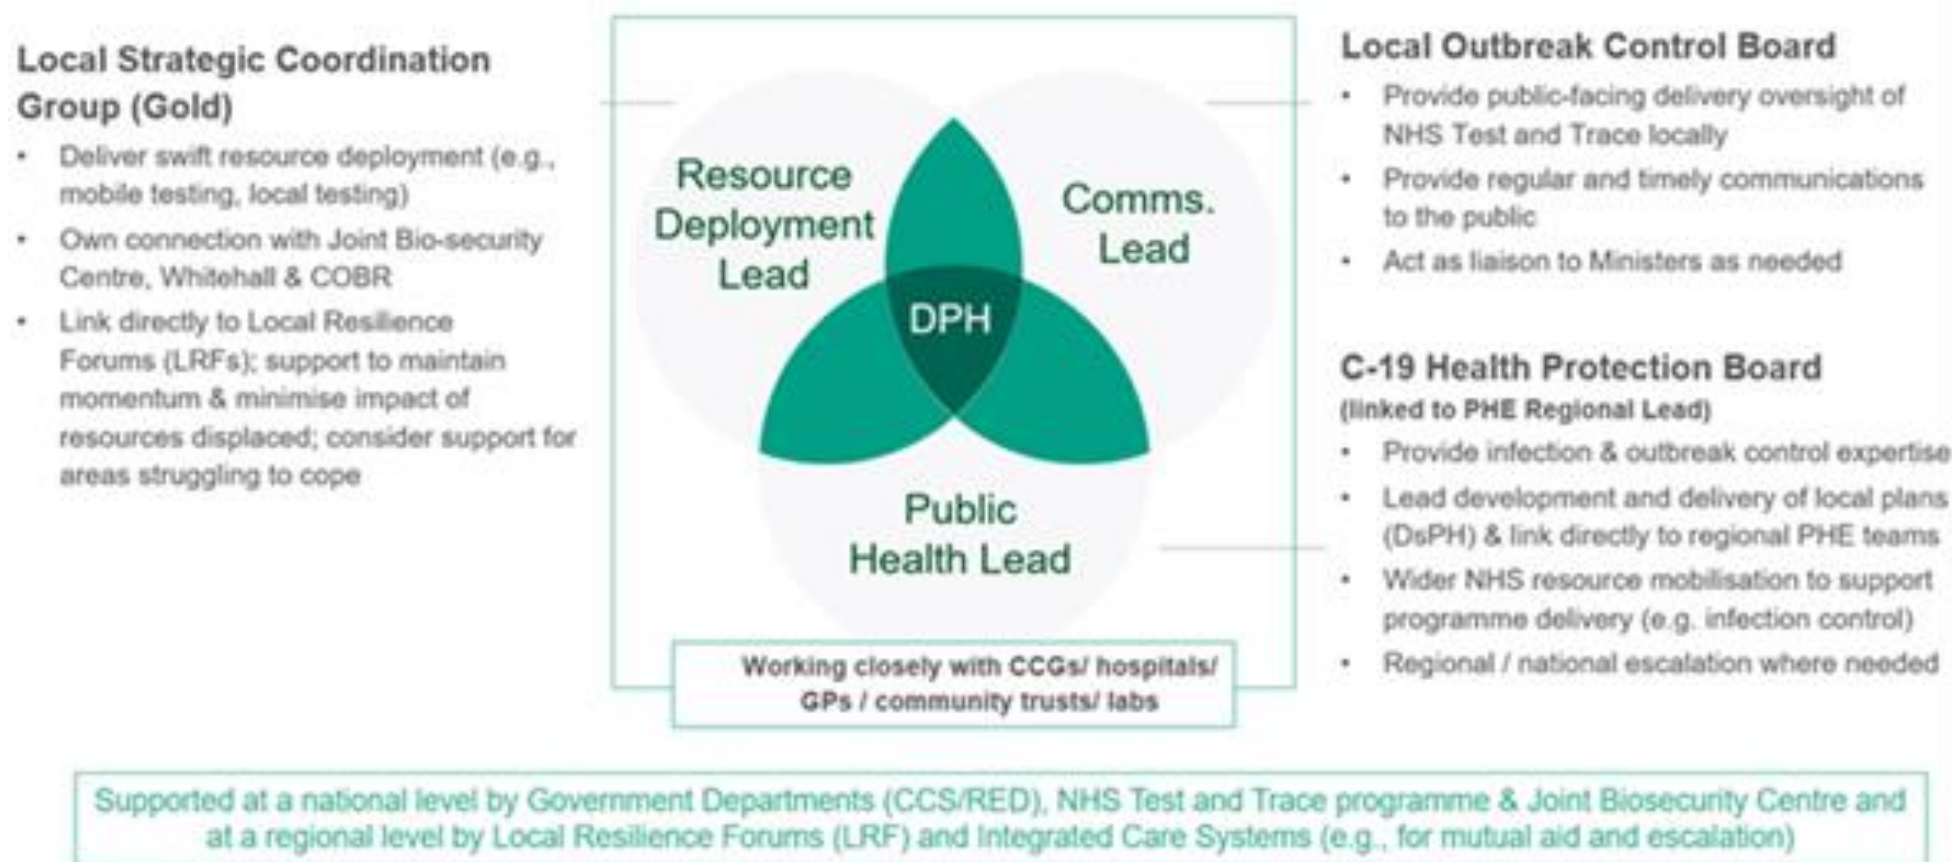 Local Strategic Coordination
Group (Gold)
• Deliver swift resource deployment (e.g.,
mobile testing, local testing)
• Own connection with Joint Bio-security
Centre, Whitehall & COBR
• Link directly to Local Resilience
Forums (LRFs); support to maintain
momentum & minimise impact of
resources displaced; consider support for
areas struggling to cope
Resource
Deployment
Lead
Comms.
Lead
DPH
Public
Health Lead
Working closely with CCGs/ hospitals/
GPs / community trusts/ labs
Local Outbreak Control Board
• Provide public-facing delivery oversight of
NHS Test and Trace locally
• Provide regular and timely communications
to the public
• Act as liaison to Ministers as needed
C-19 Health Protection Board
(linked to PHE Regional Lead)
• Provide infection & outbreak control expertise
• Lead development and delivery of local plans
(DsPH) & link directly to regional PHE teams
• Wider NHS resource mobilisation to support
programme delivery (e.g. infection control)
• Regional / national escalation where needed
Supported at a national level by Government Departments (CCS/RED), NHS Test and Trace programme & Joint Biosecurity Centre and
at a regional level by Local Resilience Forums (LRF) and Integrated Care Systems (e.g., for mutual aid and escalation)